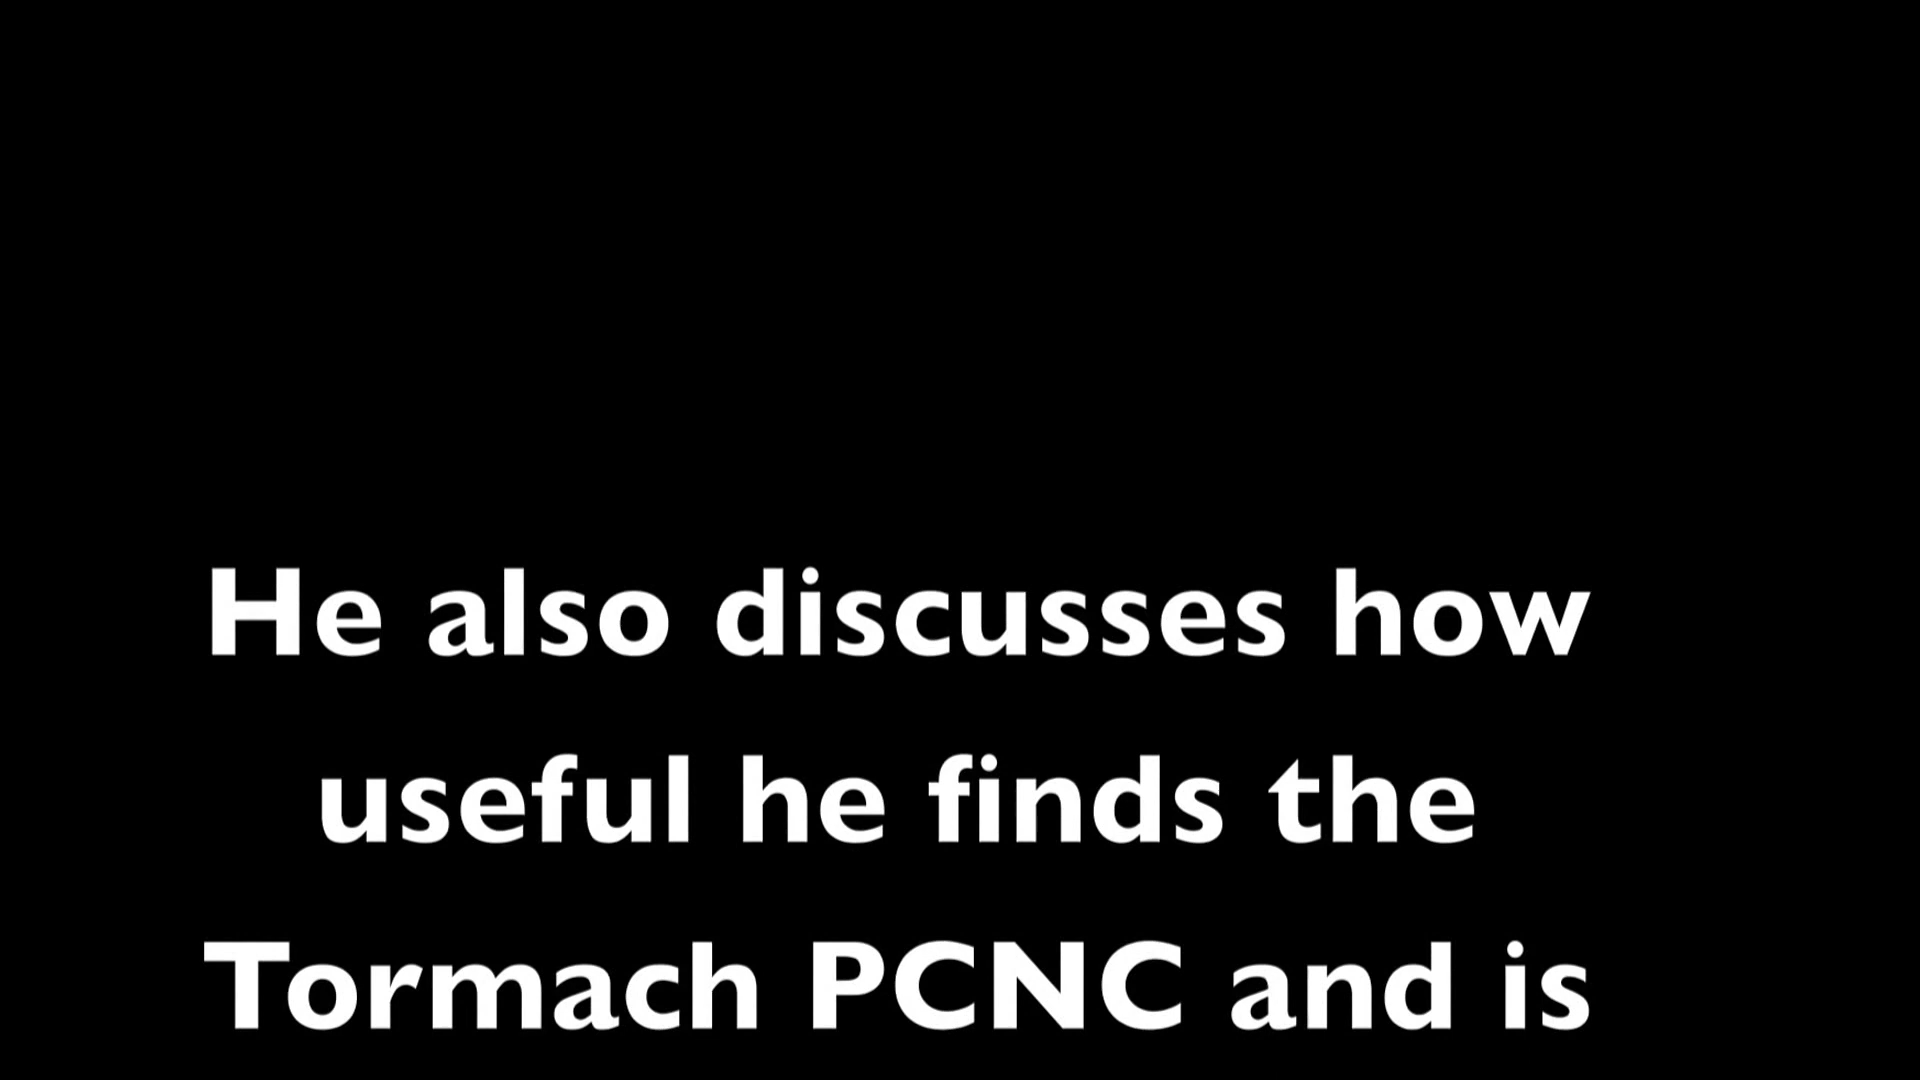 He also discusses how
useful he finds the
Tormach PCNC and is